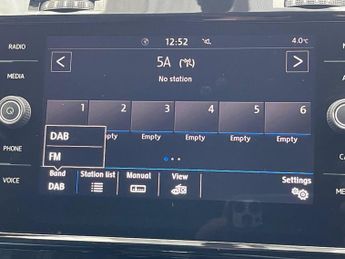 RADIO
MEDIA
PHONE
VOICE
12:52
4.0°C
5A
No station
1 2 3 4 5 6
Empty Empty Empty Empty Empty
DAB
FM
Band Station list Manual View Settings
DAB